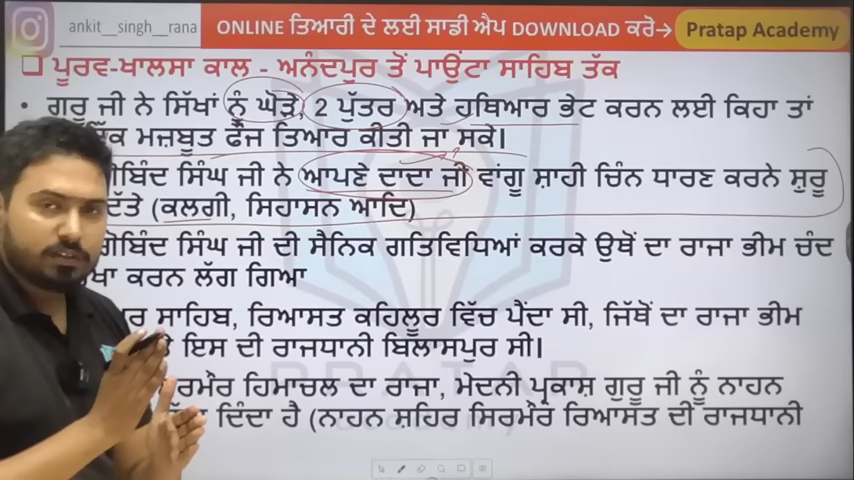 ankit__singh_rana
ONLINE ਤਿਆਰੀ ਦੇ ਲਈ ਸਾਡੀ ਐਪ DOWNLOAD ਕਰੋ→
Pratap Academy
ਪੂਰਵ-ਖਾਲਸਾ ਕਾਲ - ਅਨੰਦਪੁਰ ਤੋਂ ਪਾਉਂਟਾ ਸਾਹਿਬ ਤੱਕ
• ਗੁਰੂ ਜੀ ਨੇ ਸਿੱਖਾਂ ਨੂੰ ਘੋੜੇ, 2 ਪੁੱਤਰ ਅਤੇ ਹਥਿਆਰ ਭੇਟ ਕਰਨ ਲਈ ਕਿਹਾ ਤਾਂ
ਮਜ਼ਬੂਤ ਫੌਜ ਤਿਆਰ ਕੀਤੀ ਜਾ ਸਕੇ।
ਸਿੰਘ ਜੀ ਨੇ ਆਪਣੇ ਦਾਦਾ ਜੀ ਵਾਂਗੂ ਸ਼ਾਹੀ ਚਿੰਨ ਧਾਰਣ ਕਰਨੇ ਸ਼ੁਰੂ
(ਕਲਗੀ, ਸਿਹਾਸਨ ਆਦਿ)
ਗੋਬਿੰਦ ਸਿੰਘ ਜੀ ਦੀ ਸੈਨਿਕ ਗਤਿਵਿਧਿਆਂ ਕਰਕੇ ਉਥੋਂ ਦਾ ਰਾਜਾ ਭੀਮ ਚੰਦ
ਕਰਨ ਲੱਗ ਗਿਆ
ਸਾਹਿਬ, ਰਿਆਸਤ ਕਹਿਲੂਰ ਵਿੱਚ ਪੈਂਦਾ ਸੀ, ਜਿੱਥੋਂ ਦਾ ਰਾਜਾ ਭੀਮ
ਇਸ ਦੀ ਰਾਜਧਾਨੀ ਬਿਲਾਸਪੁਰ ਸੀ।
ਹਿਮਾਚਲ ਦਾ ਰਾਜਾ, ਮੇਦਨੀ ਪ੍ਰਕਾਸ਼ ਗੁਰੂ ਜੀ ਨੂੰ ਨਾਹਨ
ਦਿੰਦਾ ਹੈ (ਨਾਹਨ ਸ਼ਹਿਰ ਸਿਰਮੌਰ ਰਿਆਸਤ ਦੀ ਰਾਜਧਾਨੀ